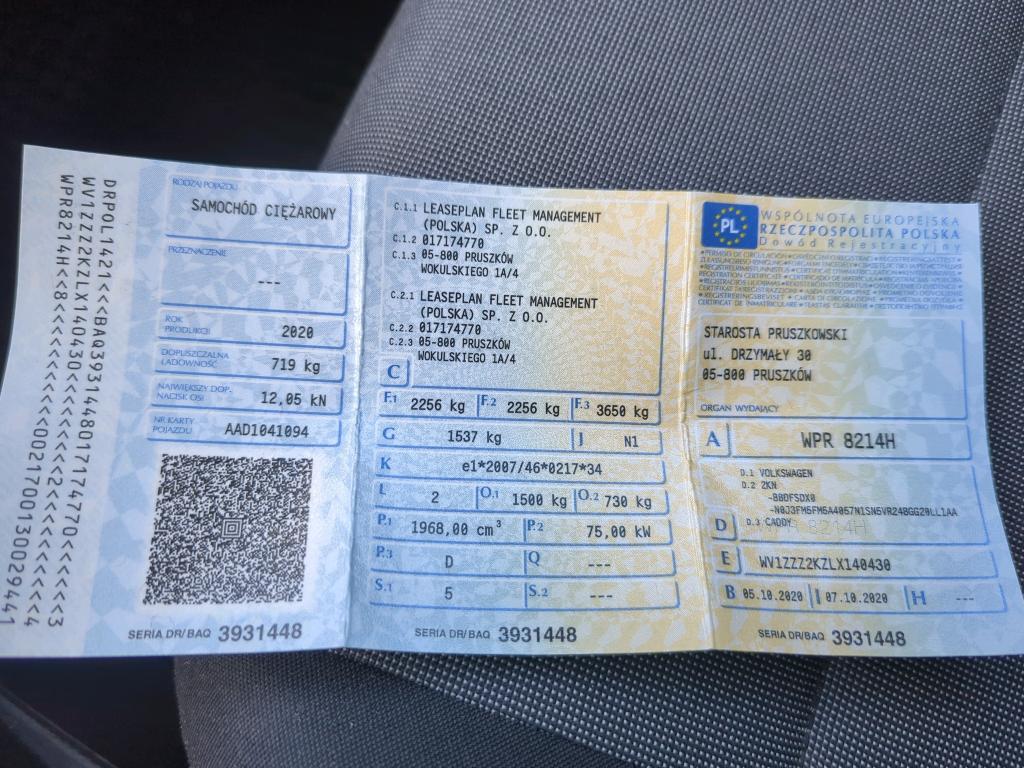 DRPOL1421<<<BAQ39314480171747 70<<<<<<3
WV1ZZZ2KZLX140430<<<<<<<<2<<<<<<<<<4
WPR8214H<<8<<<<<<<<<<<<<0021700130029441
RODZAJ POJAZDU
SAMOCHÓD CIĘŻAROWY
PRZEZNACZENIE
---
ROK PRODUKCJI 2020
DOPUSZCZALNA ŁADOWNOŚĆ 719 kg
NAJWIĘKSZY DOP. NACISK OSI 12,05 kN
NR KARTY POJAZDU AAD1041094
SERIA DR/BAQ 3931448
C.1.1 LEASEPLAN FLEET MANAGEMENT
(POLSKA) SP. Z O.O.
C.1.2 017174770
C.1.3 05-800 PRUSZKÓW
WOKULSKIEGO 1A/4
C.2.1 LEASEPLAN FLEET MANAGEMENT
(POLSKA) SP. Z O.O.
C.2.2 017174770
C.2.3 05-800 PRUSZKÓW
WOKULSKIEGO 1A/4
C
F.1 2256 kg F.2 2256 kg F.3 3650 kg
G 1537 kg J N1
K e1*2007/46*0217*34
L 2 O.1 1500 kg O.2 730 kg
P.1 1968,00 cm³ P.2 75,00 kW
P.3 D Q ---
S.1 5 S.2 ---
SERIA DR/BAQ 3931448
PL
WSPÓLNOTA EUROPEJSKA
RZECZPOSPOLITA POLSKA
Dowód Rejestracyjny
STAROSTA PRUSZKOWSKI
ul. DRZYMAŁY 30
05-800 PRUSZKÓW
ORGAN WYDAJĄCY
A WPR 8214H
D.1 VOLKSWAGEN
D.2 2KN
D D.3 CADDY 8214H
E WV1ZZZ2KZLX140430
B 05.10.2020 I 07.10.2020 H ---
SERIA DR/BAQ 3931448